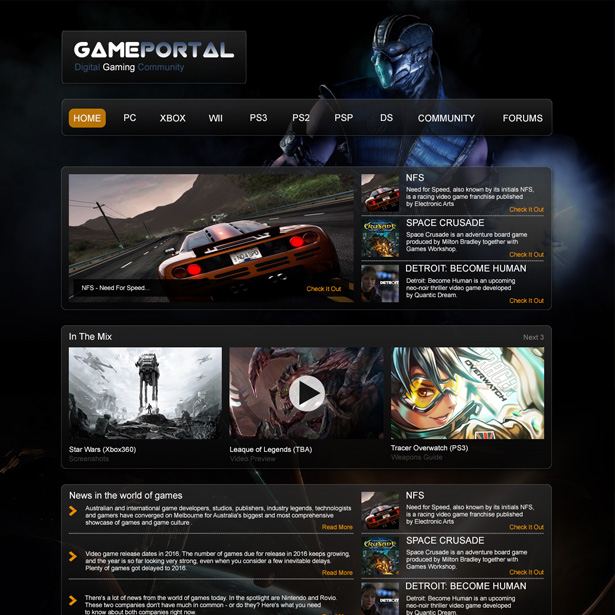 GAMEPORTAL
Digital Gaming Community
HOME PC XBOX WII PS3 PS2 PSP DS COMMUNITY FORUMS
NFS - Need For Speed...
Check It Out
NFS
Need for Speed, also known by its initials NFS,
is a racing video game franchise published
by Electronic Arts
Check It Out
SPACE CRUSADE
Space Crusade is an adventure board game
produced by Milton Bradley together with
Games Workshop.
Check It Out
DETROIT: BECOME HUMAN
Detroit: Become Human is an upcoming
neo-noir thriller video game developed
by Quantic Dream.
Check It Out
DETROIT
In The Mix
Next 3
OVERWATCH
Star Wars (Xbox360)
Screenshots
Leaque of Legends (TBA)
Video Preview
Tracer Overwatch (PS3)
Weapons Guide
News in the world of games
Australian and international game developers, studios, publishers, industry legends, technologists
and gamers have converged on Melbourne for Australia's biggest and most comprehensive
showcase of games and game culture.
Read More
Video game release dates in 2016. The number of games due for release in 2016 keeps growing,
and the year is so far looking very strong, even when you consider a few inevitable delays.
Plenty of games got delayed to 2016.
Read More
There's a lot of news from the world of games today. In the spotlight are Nintendo and Rovio.
These two companies don't have much in common - or do they? Here's what you need
to know about both companies right now.
NFS
Need for Speed, also known by its initials NFS,
is a racing video game franchise published
by Electronic Arts
Check It Out
SPACE CRUSADE
Space Crusade is an adventure board game
produced by Milton Bradley together with
Games Workshop.
Check It Out
DETROIT: BECOME HUMAN
Detroit: Become Human is an upcoming
neo-noir thriller video game developed